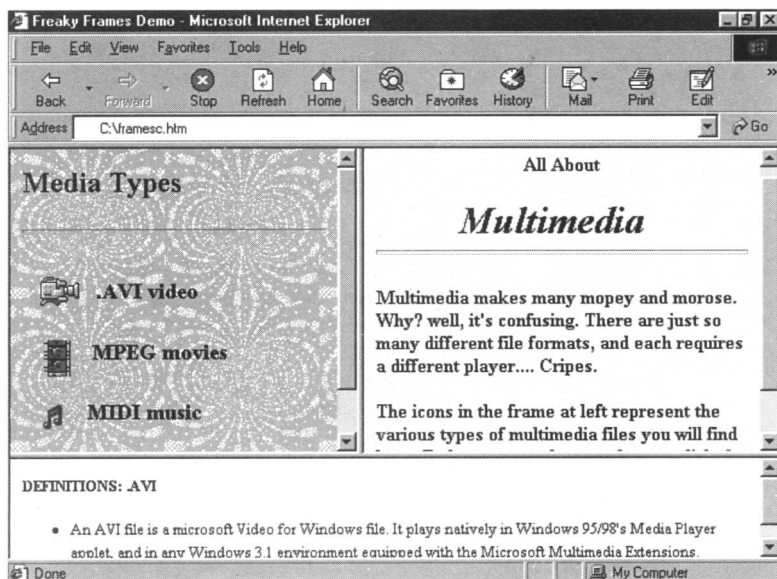 Freaky Frames Demo - Microsoft Internet Explorer
File Edit View Favorites Tools Help
Back Forward Stop Refresh Home Search Favorites History Mail Print Edit »
Address C:\framesc.htm Go
Media Types
.AVI video
MPEG movies
MIDI music
All About
Multimedia
Multimedia makes many mopey and morose.
Why? well, it's confusing. There are just so
many different file formats, and each requires
a different player.... Cripes.
The icons in the frame at left represent the
various types of multimedia files you will find
DEFINITIONS: .AVI
• An AVI file is a microsoft Video for Windows file. It plays natively in Windows 95/98's Media Player
applet, and in any Windows 3.1 environment equipped with the Microsoft Multimedia Extensions.
Done My Computer